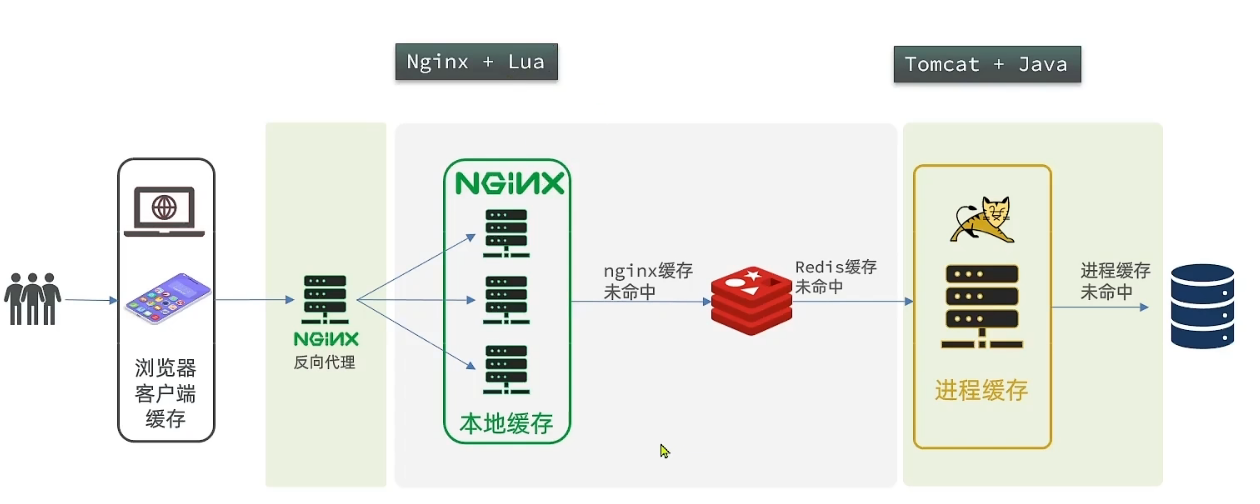 Nginx + Lua
Tomcat + Java
浏览器
客户端
缓存
NGINX
反向代理
NGINX
本地缓存
nginx缓存
未命中
Redis缓存
未命中
进程缓存
进程缓存
未命中